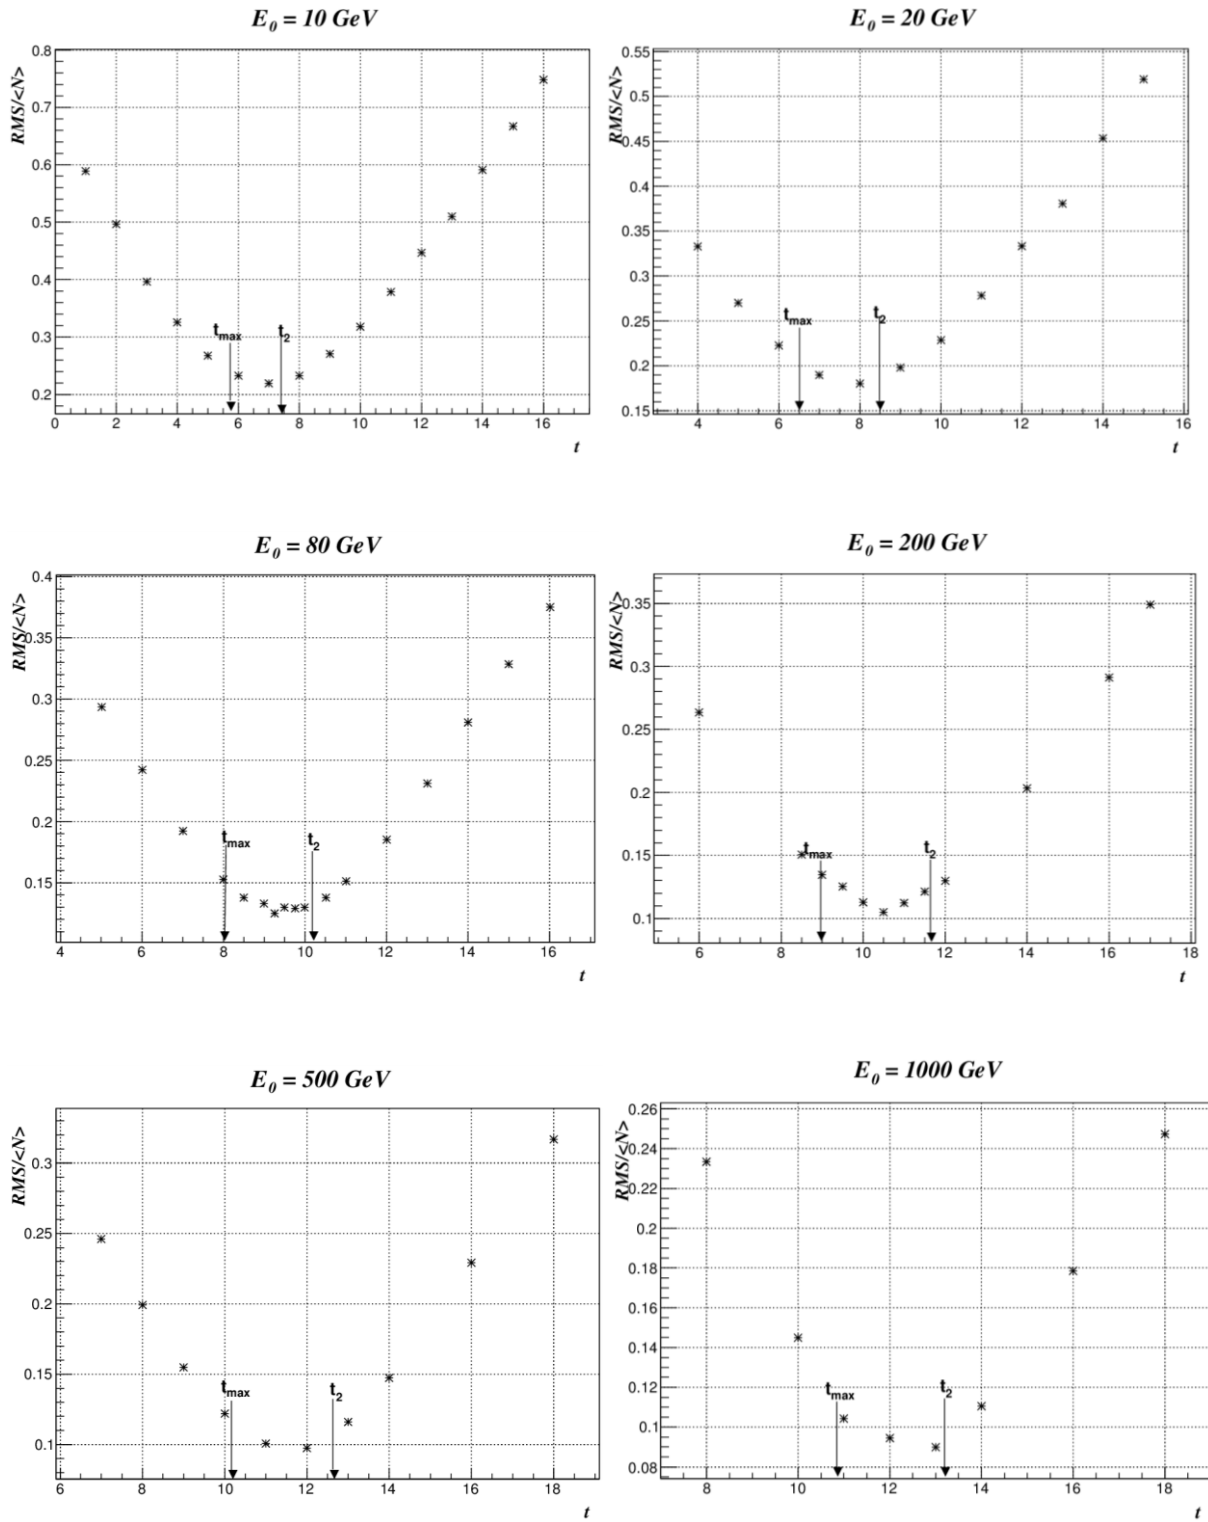 E₀ = 10 GeV
RMS/<N>
0.8
0.7
0.6
0.5
0.4
0.3
0.2
tmax
t₂
0 2 4 6 8 10 12 14 16
t
E₀ = 20 GeV
RMS/<N>
0.55
0.5
0.45
0.4
0.35
0.3
0.25
0.2
0.15
tmax
t₂
4 6 8 10 12 14 16
t
E₀ = 80 GeV
RMS/<N>
0.4
0.35
0.3
0.25
0.2
0.15
tmax
t₂
4 6 8 10 12 14 16
t
E₀ = 200 GeV
RMS/<N>
0.35
0.3
0.25
0.2
0.15
0.1
tmax
t₂
6 8 10 12 14 16 18
t
E₀ = 500 GeV
RMS/<N>
0.3
0.25
0.2
0.15
0.1
tmax
t₂
6 8 10 12 14 16 18
t
E₀ = 1000 GeV
RMS/<N>
0.26
0.24
0.22
0.2
0.18
0.16
0.14
0.12
0.1
0.08
tmax
t₂
8 10 12 14 16 18
t